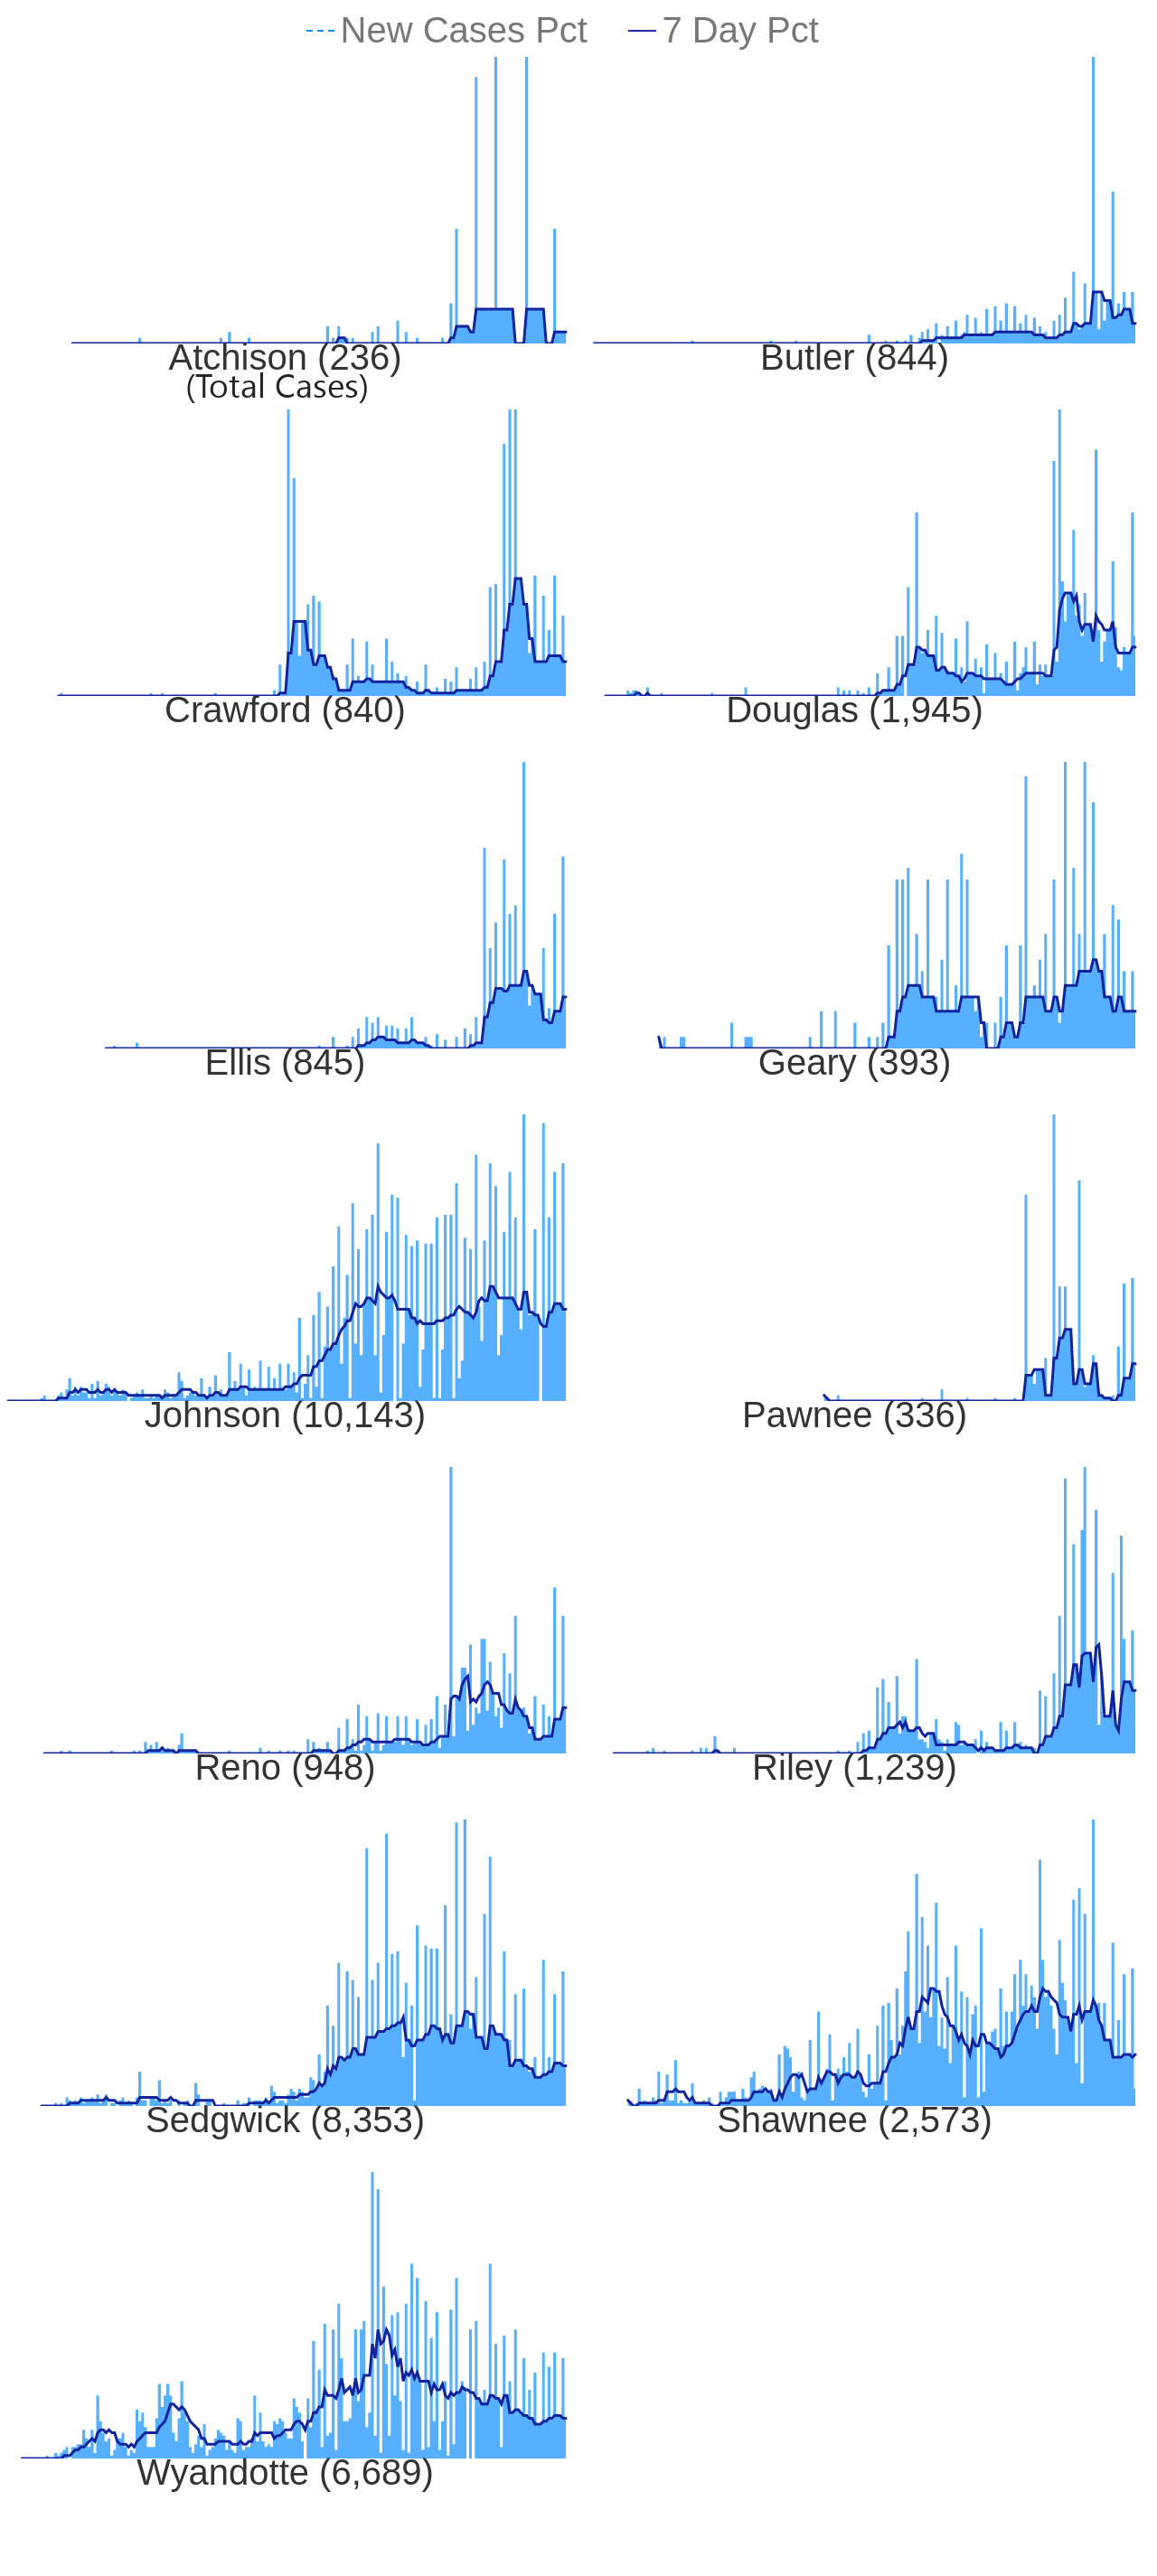 New Cases Pct 7 Day Pct
Atchison (236) Butler (844)
(Total Cases)
Crawford (840) Douglas (1,945)
Ellis (845) Geary (393)
Johnson (10,143) Pawnee (336)
Reno (948) Riley (1,239)
Sedgwick (8,353) Shawnee (2,573)
Wyandotte (6,689)